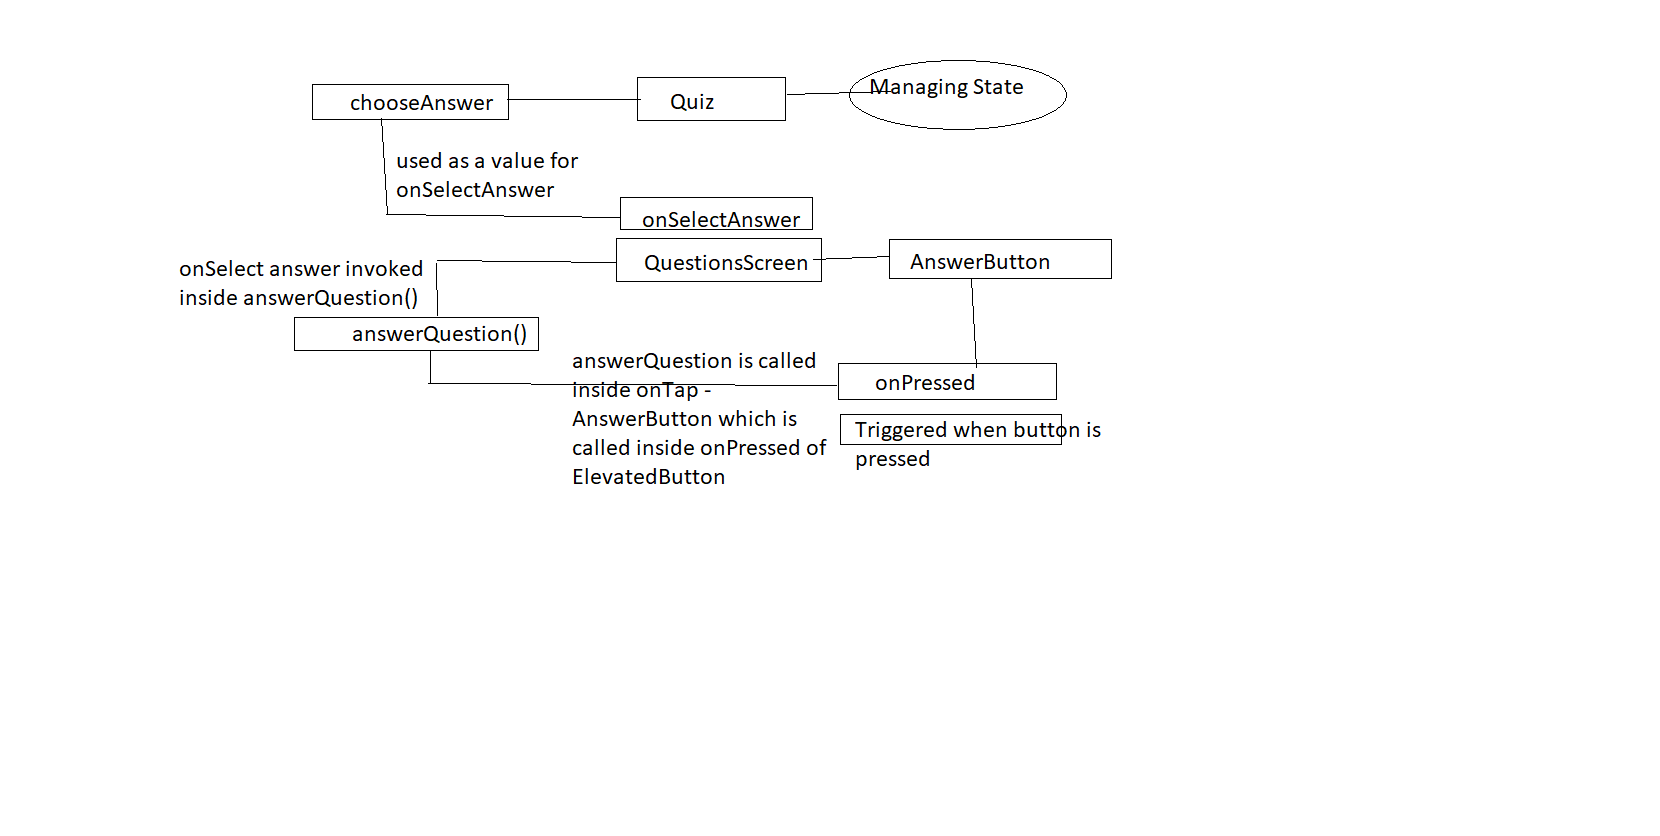 chooseAnswer
Quiz
Managing State
used as a value for
onSelectAnswer
onSelectAnswer
onSelect answer invoked
inside answerQuestion()
QuestionsScreen
AnswerButton
answerQuestion()
answerQuestion is called
inside onTap -
AnswerButton which is
called inside onPressed of
ElevatedButton
onPressed
Triggered when button is
pressed